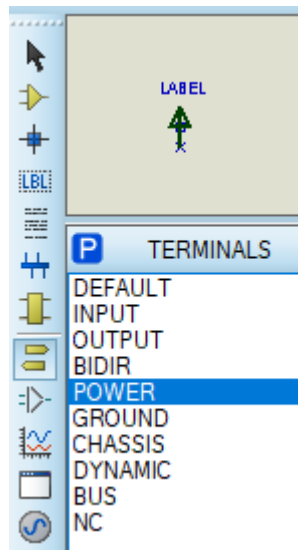 LABEL
LBL
P TERMINALS
DEFAULT
INPUT
OUTPUT
BIDIR
POWER
GROUND
CHASSIS
DYNAMIC
BUS
NC